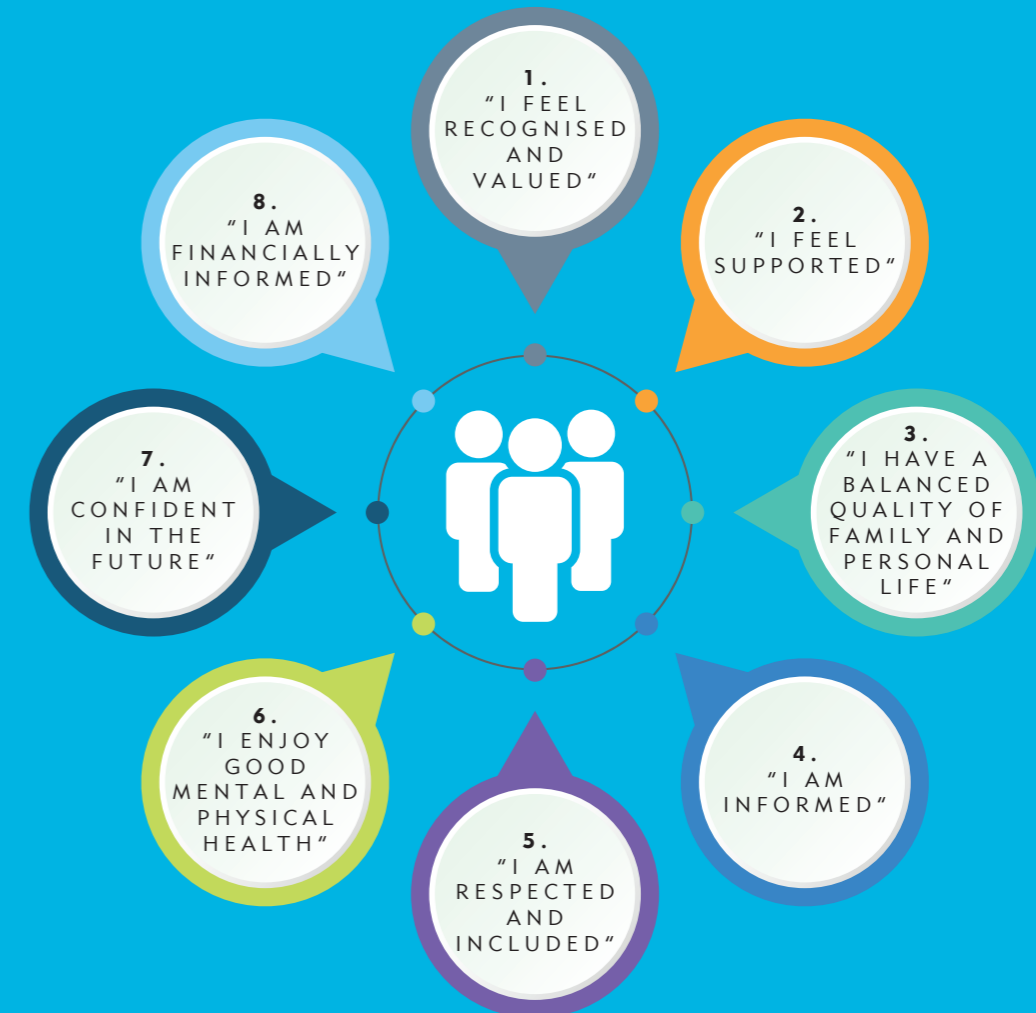 1.
“I FEEL
RECOGNISED
AND
VALUED”
2.
“I FEEL
SUPPORTED”
3.
“I HAVE A
BALANCED
QUALITY OF
FAMILY AND
PERSONAL
LIFE”
4.
“I AM
INFORMED”
5.
“I AM
RESPECTED
AND
INCLUDED”
6.
“I ENJOY
GOOD
MENTAL AND
PHYSICAL
HEALTH”
7.
“I AM
CONFIDENT
IN THE
FUTURE”
8.
“I AM
FINANCIALLY
INFORMED”